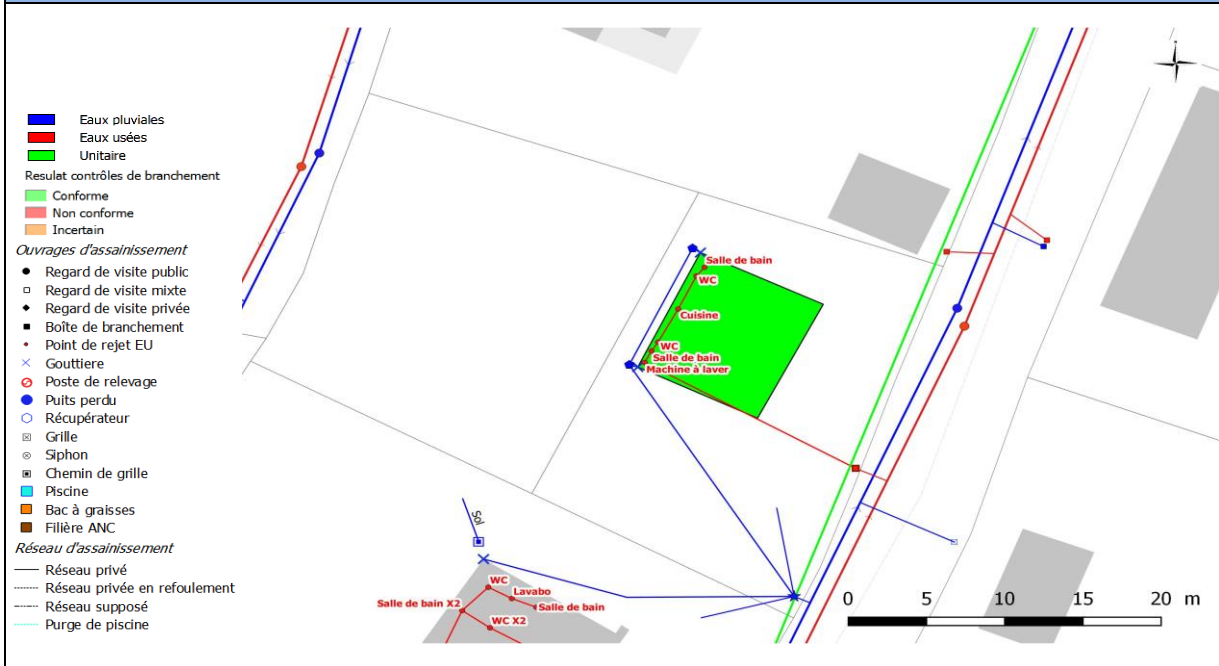 Eaux pluviales
Eaux usées
Unitaire
Resulat contrôles de branchement
Conforme
Non conforme
Incertain
Ouvrages d'assainissement
Regard de visite public
Regard de visite mixte
Regard de visite privée
Boîte de branchement
Point de rejet EU
Gouttiere
Poste de relevage
Puits perdu
Récupérateur
Grille
Siphon
Chemin de grille
Piscine
Bac à graisses
Filière ANC
Réseau d'assainissement
Réseau privé
Réseau privée en refoulement
Réseau supposé
Purge de piscine
Salle de bain
WC
Cuisine
WC
Salle de bain
Machine à laver
Sol
WC
Lavabo
Salle de bain X2
Salle de bain
WC X2
0 5 10 15 20 m